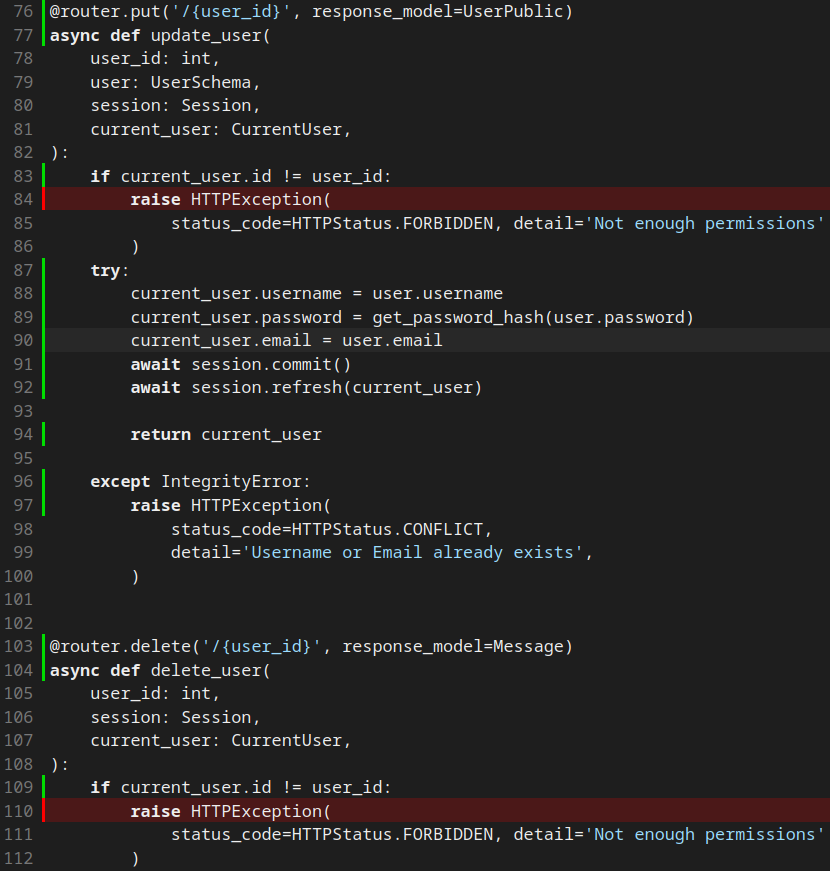 76 @router.put('/{user_id}', response_model=UserPublic)
77 async def update_user(
78     user_id: int,
79     user: UserSchema,
80     session: Session,
81     current_user: CurrentUser,
82 ):
83     if current_user.id != user_id:
84         raise HTTPException(
85             status_code=HTTPStatus.FORBIDDEN, detail='Not enough permissions'
86         )
87     try:
88         current_user.username = user.username
89         current_user.password = get_password_hash(user.password)
90         current_user.email = user.email
91         await session.commit()
92         await session.refresh(current_user)
93
94         return current_user
95
96     except IntegrityError:
97         raise HTTPException(
98             status_code=HTTPStatus.CONFLICT,
99             detail='Username or Email already exists',
100         )
101
102
103 @router.delete('/{user_id}', response_model=Message)
104 async def delete_user(
105     user_id: int,
106     session: Session,
107     current_user: CurrentUser,
108 ):
109     if current_user.id != user_id:
110         raise HTTPException(
111             status_code=HTTPStatus.FORBIDDEN, detail='Not enough permissions'
112         )